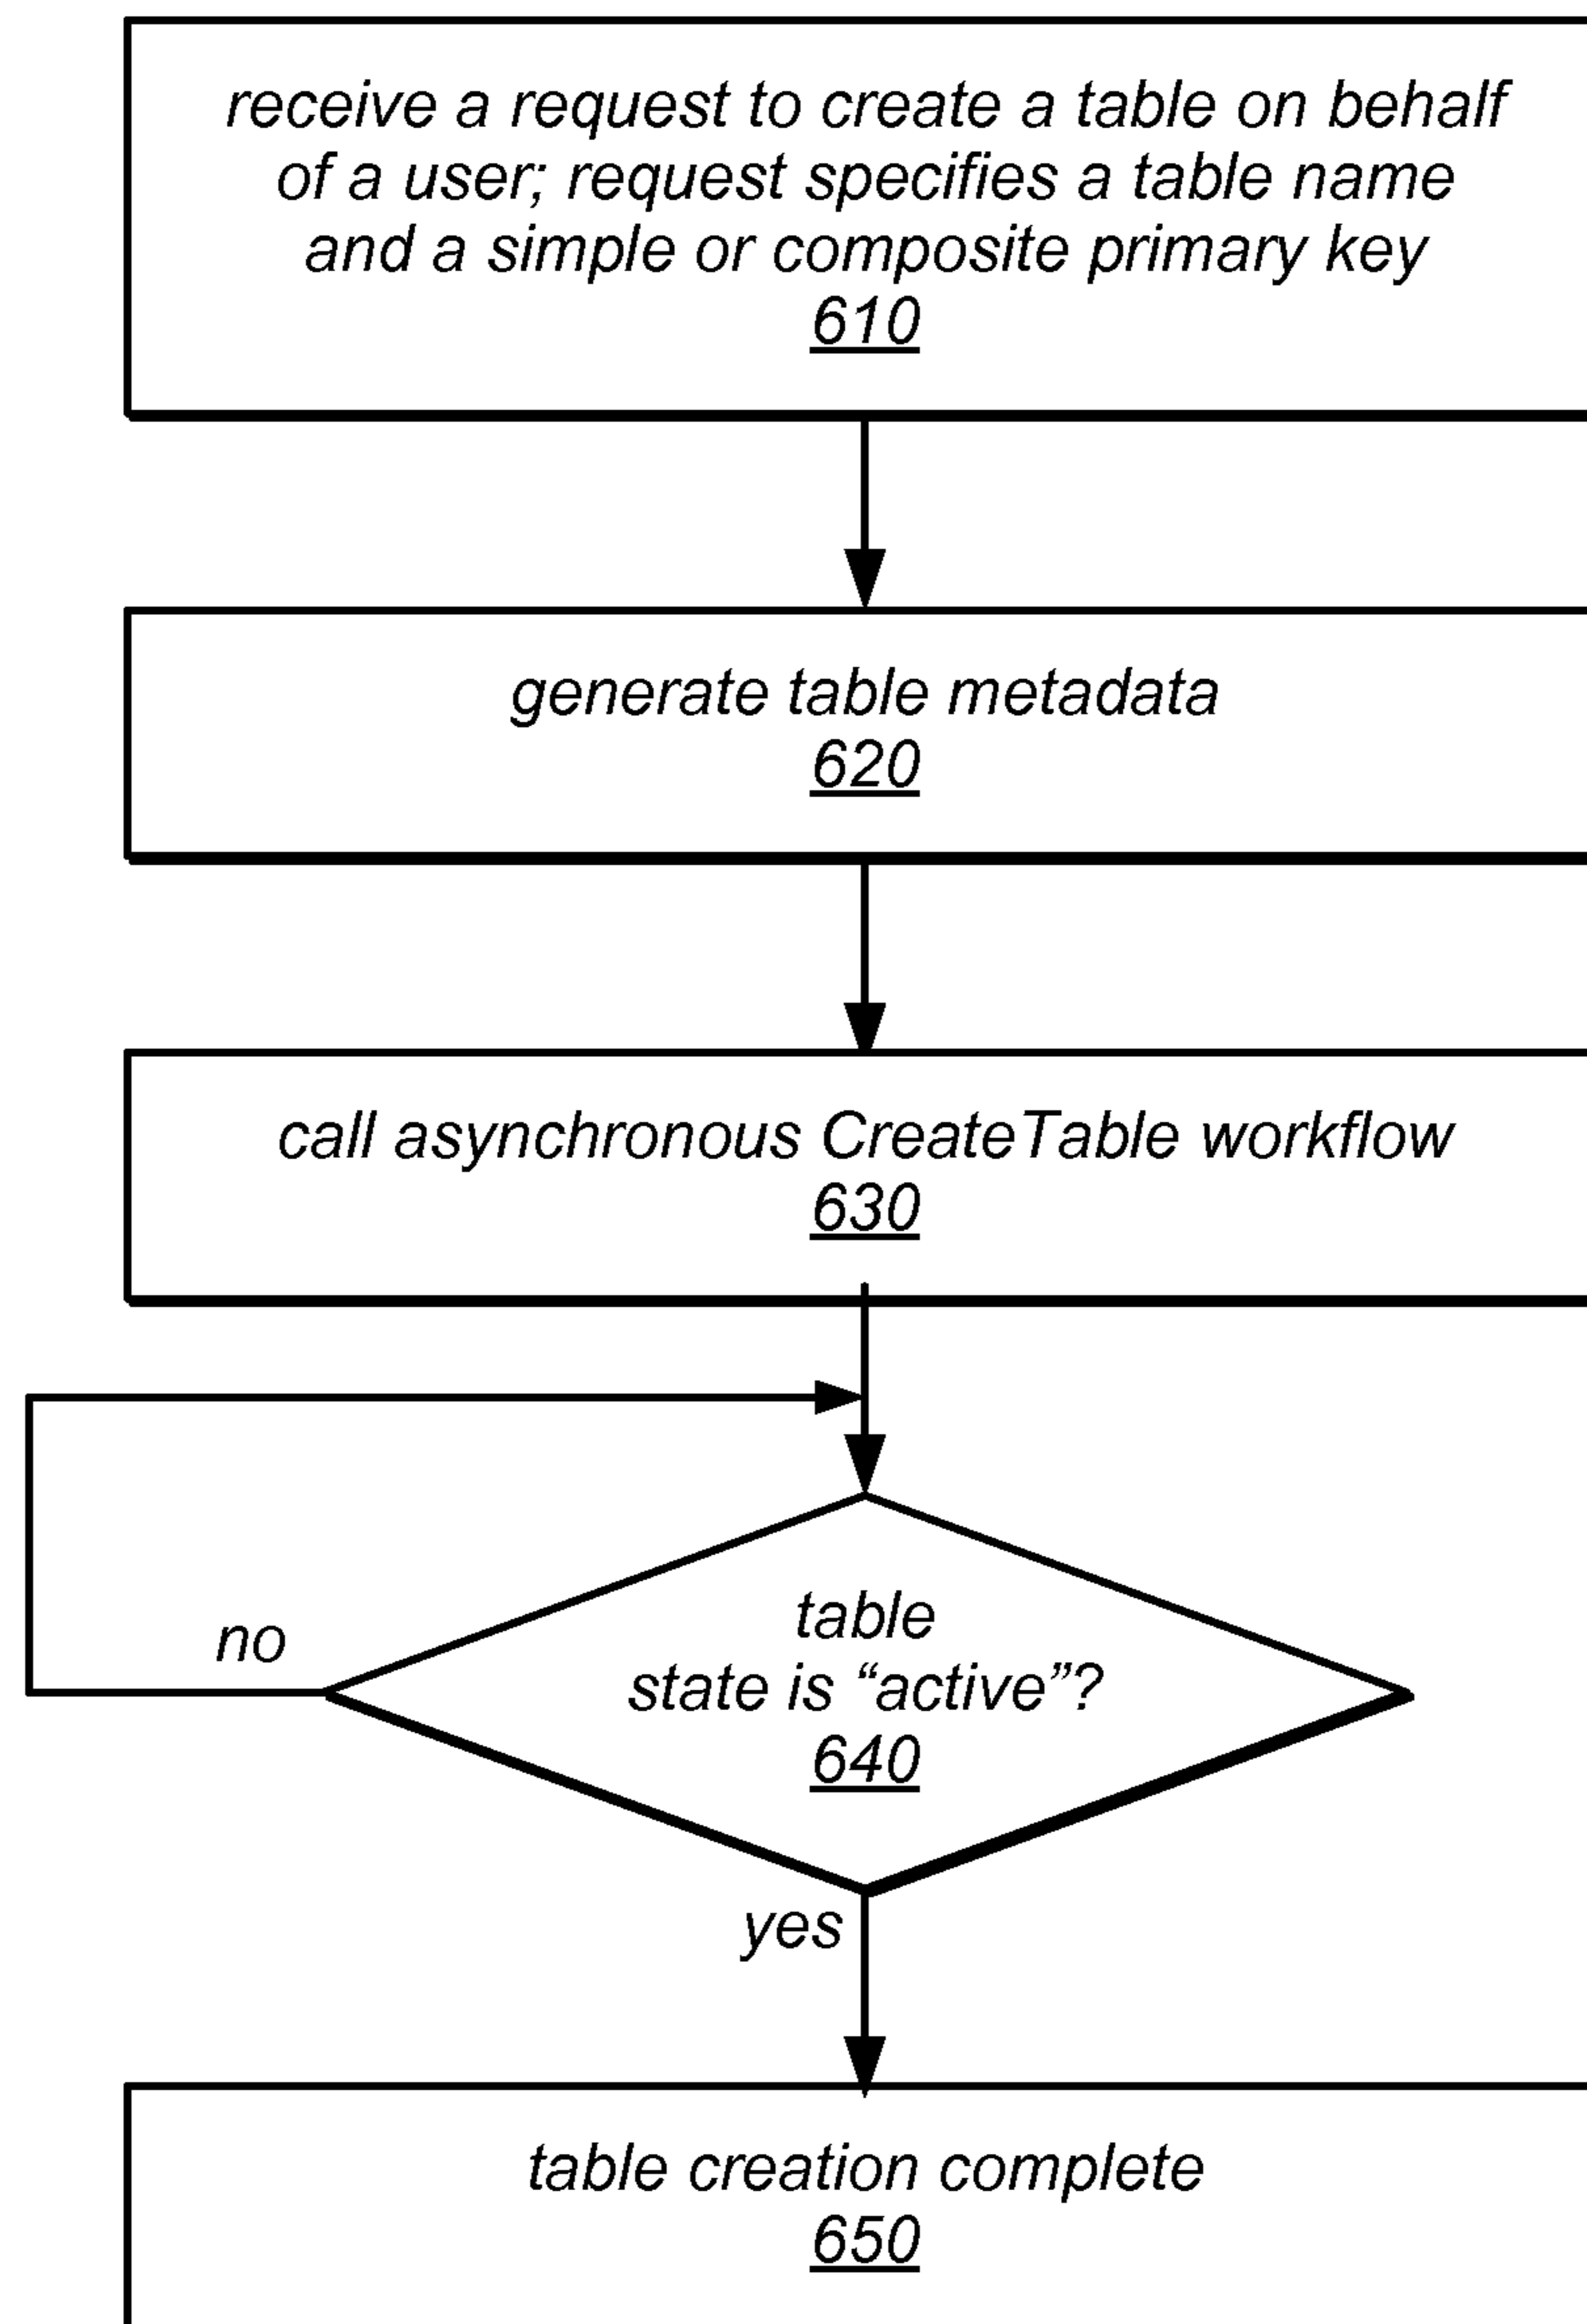 receive a request to create a table on behalf
of a user; request specifies a table name
and a simple or composite primary key
610
generate table metadata
620
call asynchronous CreateTable workflow
630
no
table
state is “active”?
640
yes
table creation complete
650